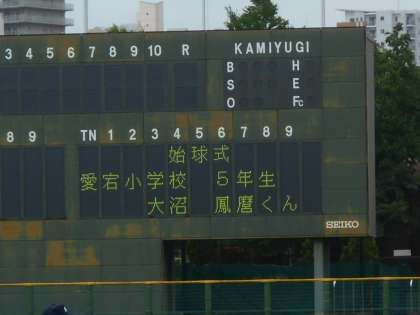 KAMIYUGI
3 4 5 6 7 8 9 10 R
B H
S E
O Fc
8 9 TN 1 2 3 4 5 6 7 8 9
始球式
愛宕小学校 5年生
大沼 鳳麿くん
SEIKO